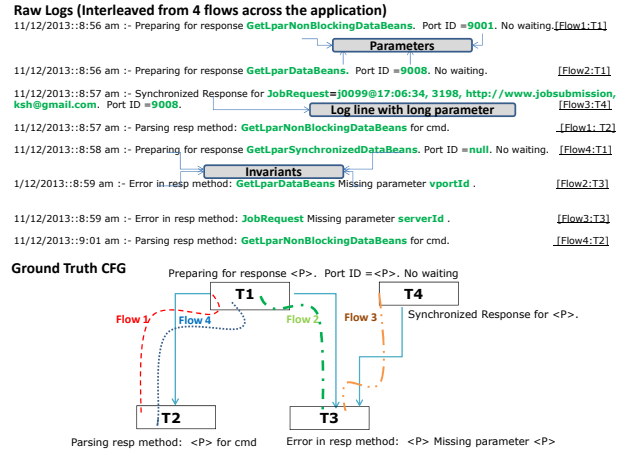 Raw Logs (Interleaved from 4 flows across the application)
11/12/2013::8:56 am :- Preparing for response GetLparNonBlockingDataBeans. Port ID =9001. No waiting. [Flow1:T1]
Parameters
11/12/2013::8:56 am :- Preparing for response GetLparDataBeans. Port ID =9008. No waiting. [Flow2:T1]
11/12/2013::8:57 am :- Synchronized Response for JobRequest=j0099@17:06:34, 3198, http://www.jobsubmission,
ksh@gmail.com. Port ID =9008. [Flow3:T4]
Log line with long parameter
11/12/2013::8:57 am :- Parsing resp method: GetLparNonBlockingDataBeans for cmd. [Flow1: T2]
11/12/2013::8:58 am :- Preparing for response GetLparSynchronizedDataBeans. Port ID =null. No waiting. [Flow4:T1]
Invariants
1/12/2013::8:59 am :- Error in resp method: GetLparDataBeans Missing parameter vportId . [Flow2:T3]
11/12/2013::8:59 am :- Error in resp method: JobRequest Missing parameter serverId . [Flow3:T3]
11/12/2013::9:01 am :- Parsing resp method: GetLparNonBlockingDataBeans for cmd. [Flow4:T2]
Ground Truth CFG
Preparing for response <P>. Port ID =<P>. No waiting
T1
T4
Synchronized Response for <P>.
Flow 1
Flow 4
Flow 2
Flow 3
T2
T3
Parsing resp method: <P> for cmd
Error in resp method: <P> Missing parameter <P>